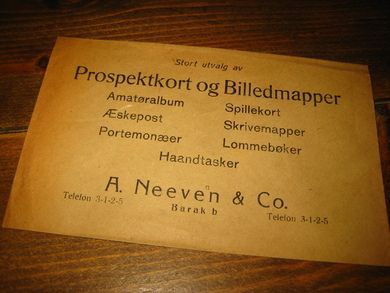 Stort utvalg av
Prospektkort og Billedmapper
Amatøralbum Spillekort
Æskepost Skrivemapper
Portemonæer Lommebøker
Haandtasker
A. Neeven & Co.
Telefon 3-1-2-5 Barak b Telefon 3-1-2-5